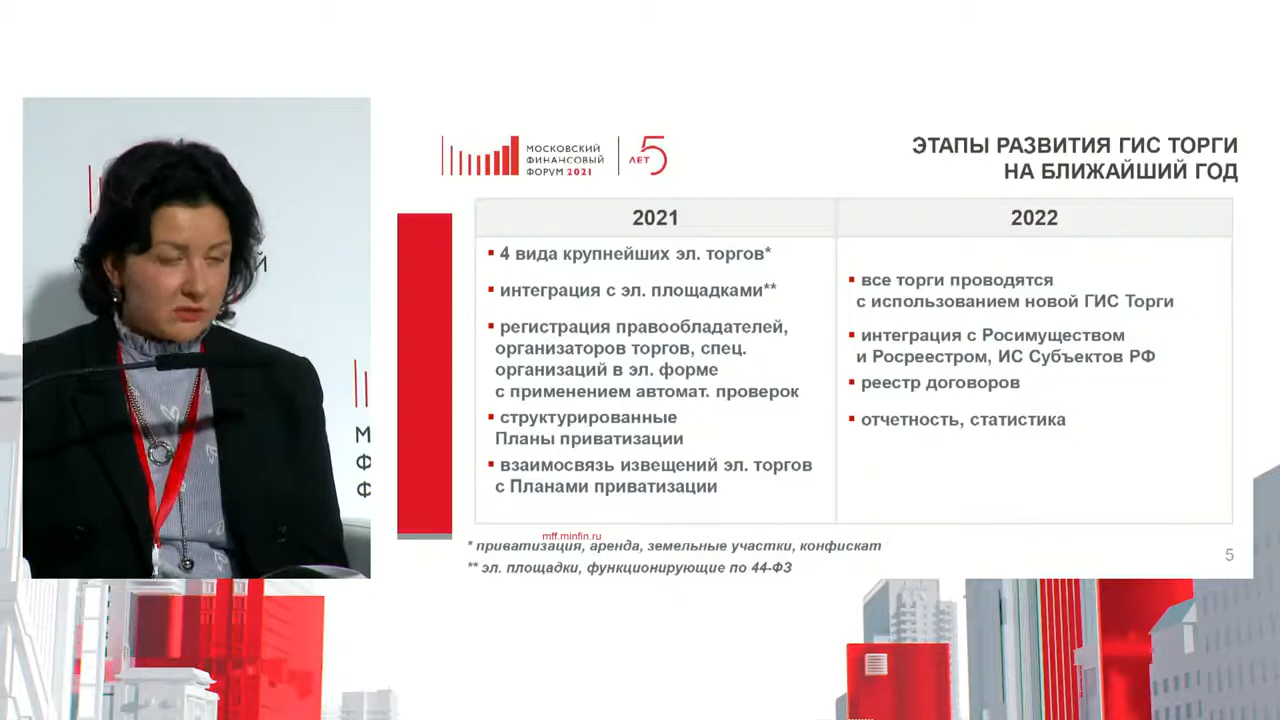 МОСКОВСКИЙ
ФИНАНСОВЫЙ
ФОРУМ 2021
5 ЛЕТ
ЭТАПЫ РАЗВИТИЯ ГИС ТОРГИ
НА БЛИЖАЙШИЙ ГОД
2021
▪ 4 вида крупнейших эл. торгов*
▪ интеграция с эл. площадками**
▪ регистрация правообладателей,
организаторов торгов, спец.
организаций в эл. форме
с применением автомат. проверок
▪ структурированные
Планы приватизации
▪ взаимосвязь извещений эл. торгов
с Планами приватизации
2022
▪ все торги проводятся
с использованием новой ГИС Торги
▪ интеграция с Росимуществом
и Росреестром, ИС Субъектов РФ
▪ реестр договоров
▪ отчетность, статистика
mff.minfin.ru
* приватизация, аренда, земельные участки, конфискат
** эл. площадки, функционирующие по 44-ФЗ
5
Й
М
Ф
Ф